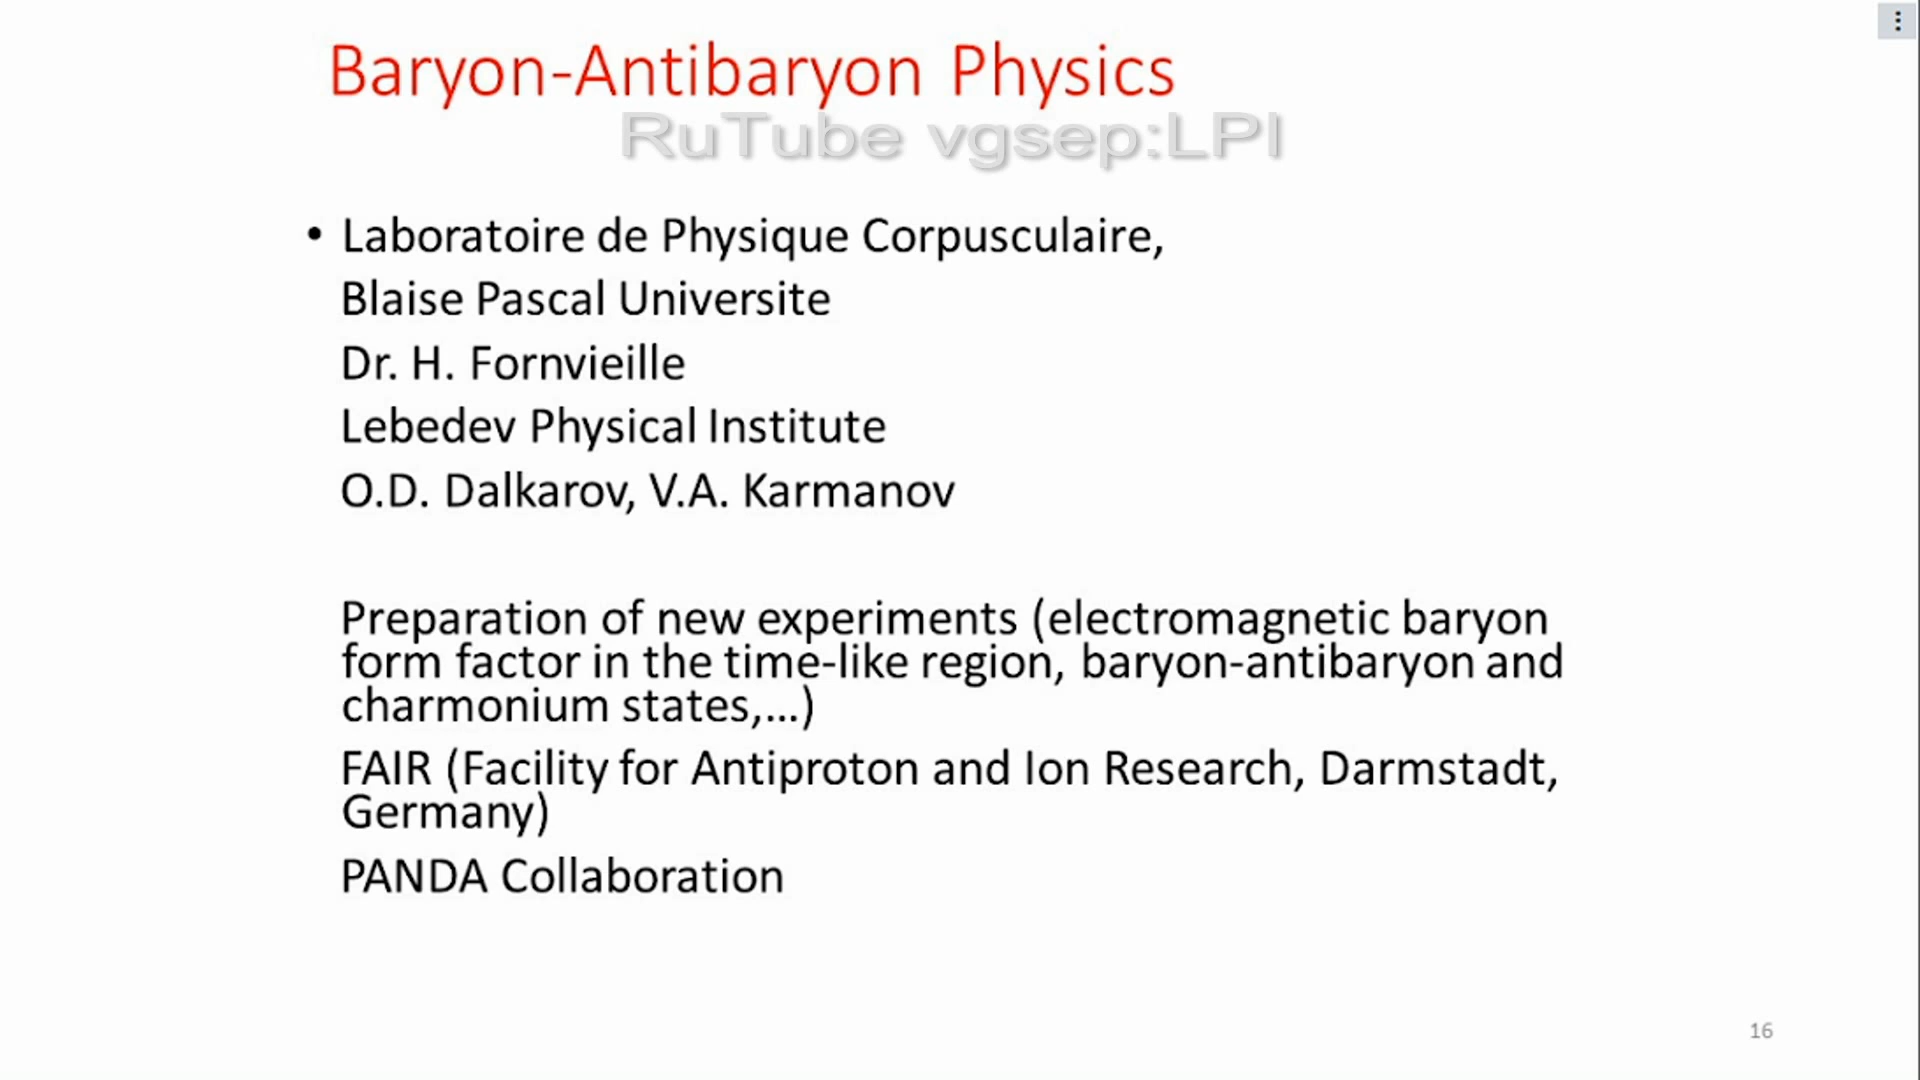 Baryon-Antibaryon Physics
RuTube vgsep:LPI
• Laboratoire de Physique Corpusculaire,
Blaise Pascal Universite
Dr. H. Fornvieille
Lebedev Physical Institute
O.D. Dalkarov, V.A. Karmanov
Preparation of new experiments (electromagnetic baryon
form factor in the time-like region, baryon-antibaryon and
charmonium states,...)
FAIR (Facility for Antiproton and Ion Research, Darmstadt,
Germany)
PANDA Collaboration
16